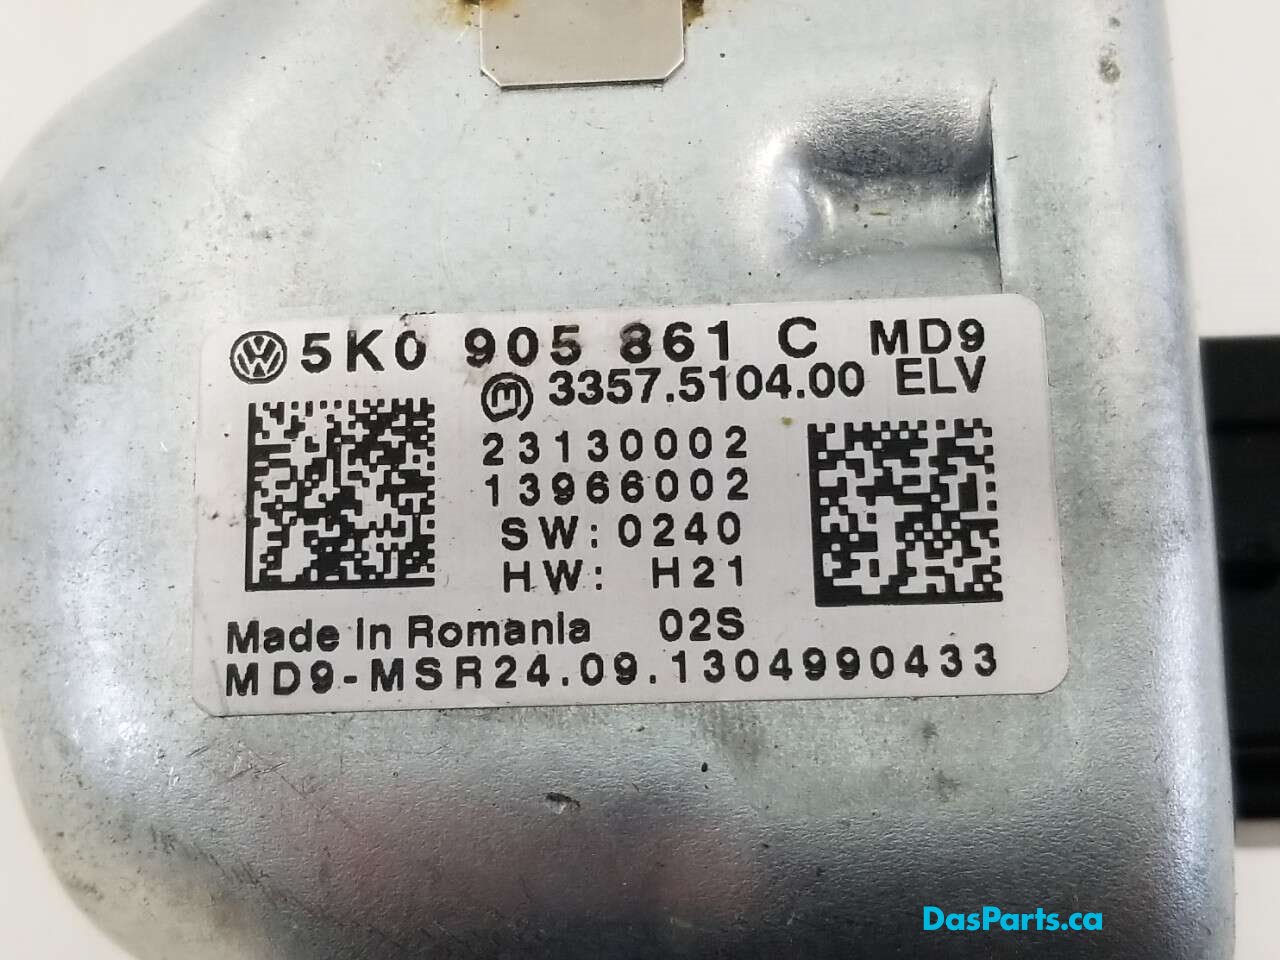 5K0 905 861 C MD9
3357.5104.00 ELV
23130002
13966002
SW: 0240
HW: H21
Made in Romania 02S
MD9-MSR24.09.1304990433
DasParts.ca